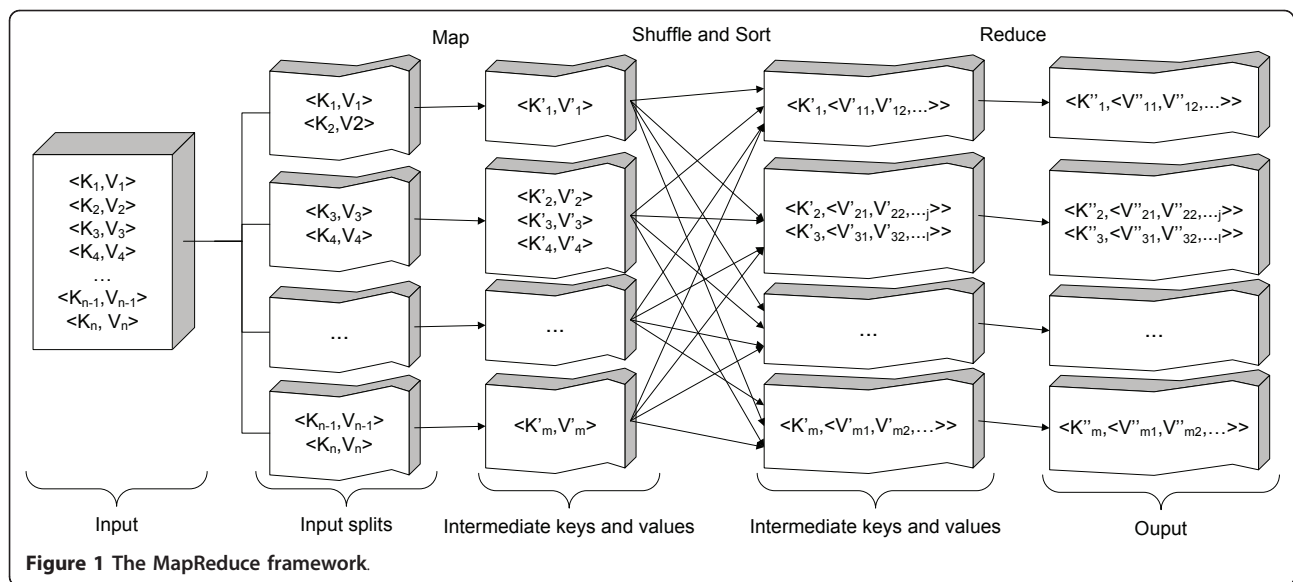 Map
Shuffle and Sort
Reduce
<K₁,V₁>
<K₂,V₂>
<K₃,V₃>
<K₄,V₄>
...
<Kₙ₋₁,Vₙ₋₁>
<Kₙ, Vₙ>
<K₁,V₁>
<K₂,V2>
<K₃,V₃>
<K₄,V₄>
...
<Kₙ₋₁,Vₙ₋₁>
<Kₙ,Vₙ>
<K'₁,V'₁>
<K'₂,V'₂>
<K'₃,V'₃>
<K'₄,V'₄>
...
<K'ₘ,V'ₘ>
<K'₁,<V'₁₁,V'₁₂,...>>
<K'₂,<V'₂₁,V'₂₂,...ⱼ>>
<K'₃,<V'₃₁,V'₃₂,...ₗ>>
...
<K'ₘ,<V'ₘ₁,V'ₘ₂,...>>
<K''₁,<V''₁₁,V''₁₂,...>>
<K''₂,<V''₂₁,V''₂₂,...ⱼ>>
<K''₃,<V''₃₁,V''₃₂,...ₗ>>
...
<K''ₘ,<V''ₘ₁,V''ₘ₂,...>>
Input
Input splits
Intermediate keys and values
Intermediate keys and values
Ouput
Figure 1 The MapReduce framework.